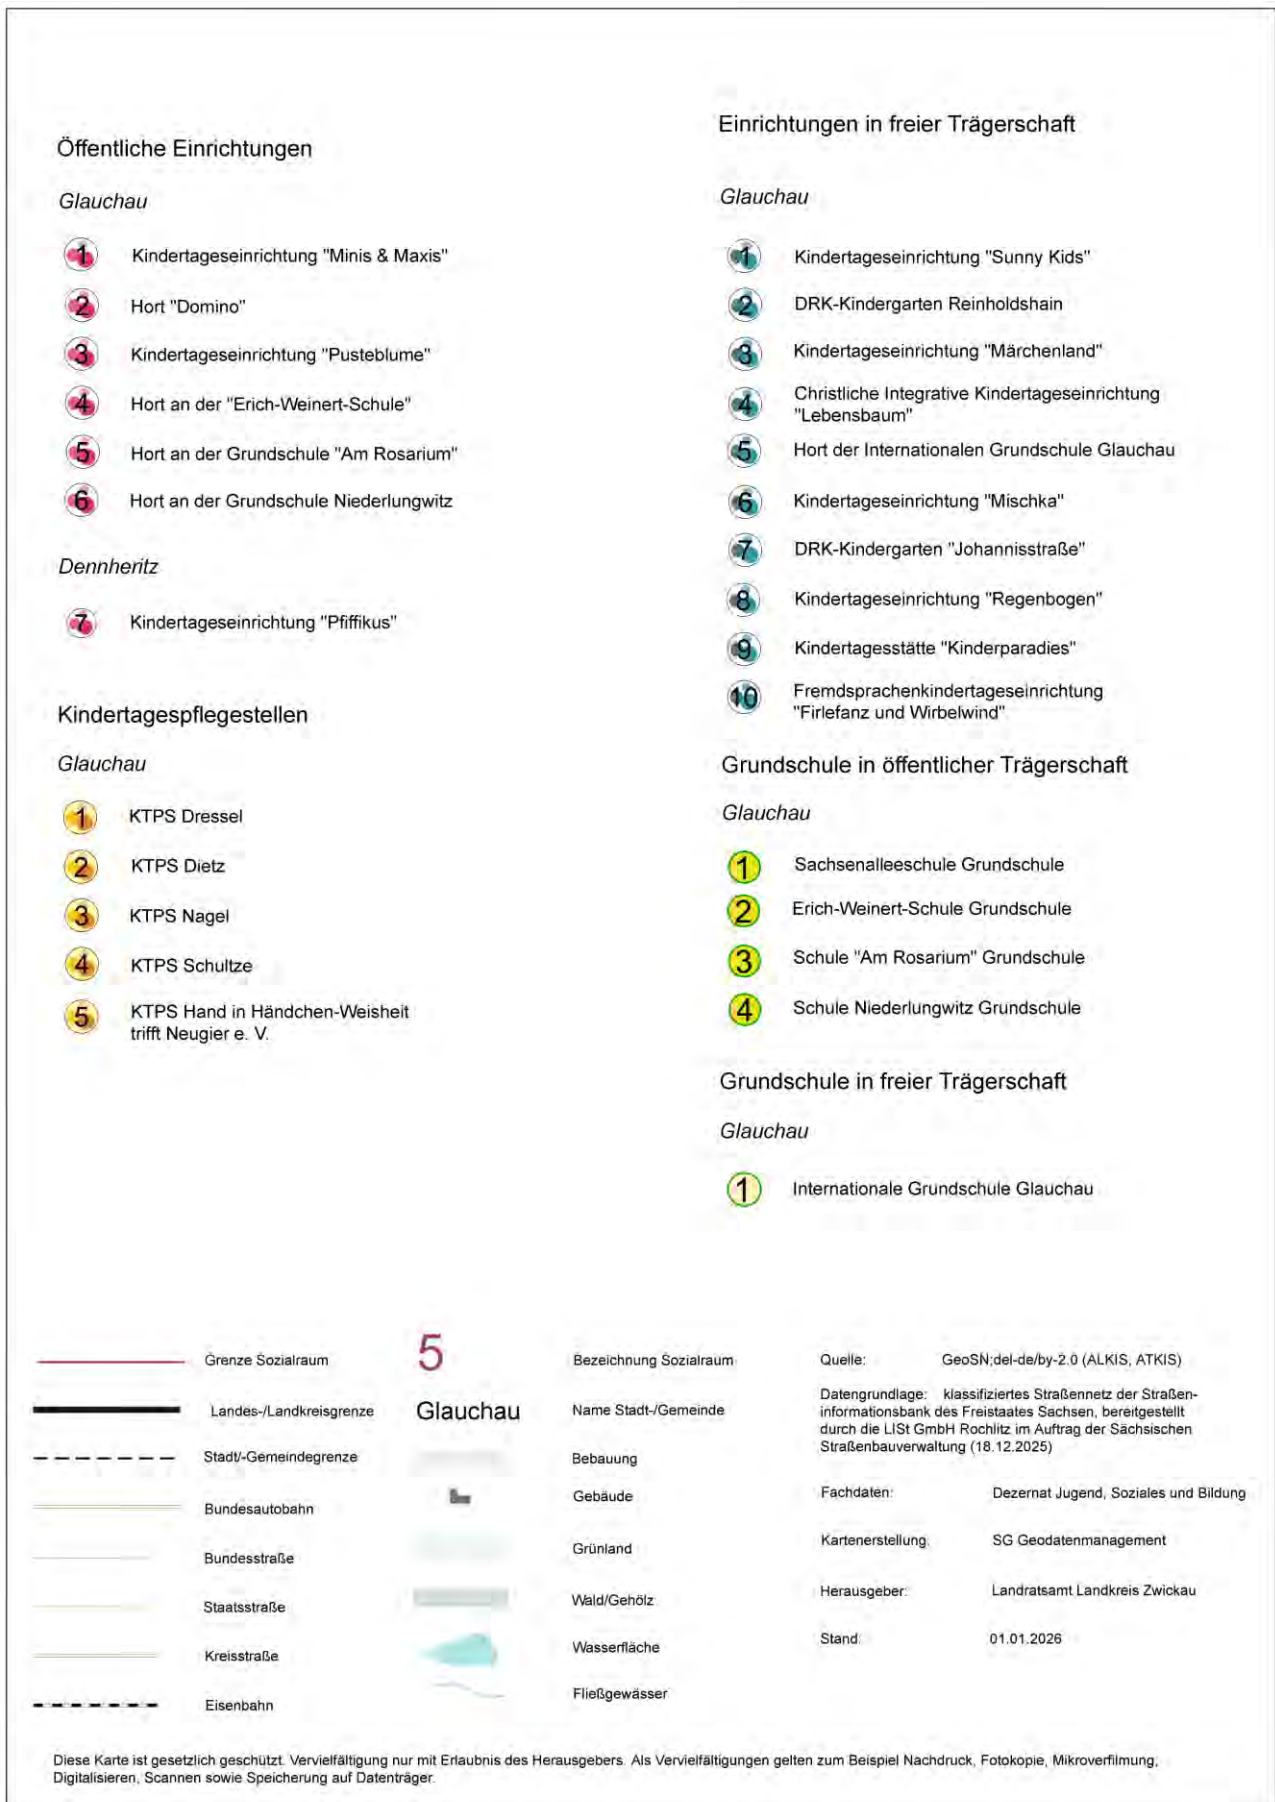 Öffentliche Einrichtungen
Glauchau
1 Kindertageseinrichtung "Minis & Maxis"
2 Hort "Domino"
3 Kindertageseinrichtung "Pusteblume"
4 Hort an der "Erich-Weinert-Schule"
5 Hort an der Grundschule "Am Rosarium"
6 Hort an der Grundschule Niederlungwitz
Dennheritz
7 Kindertageseinrichtung "Pfiffikus"
Kindertagespflegestellen
Glauchau
1 KTPS Dressel
2 KTPS Dietz
3 KTPS Nagel
4 KTPS Schultze
5 KTPS Hand in Händchen-Weisheit
trifft Neugier e. V.
Einrichtungen in freier Trägerschaft
Glauchau
1 Kindertageseinrichtung "Sunny Kids"
2 DRK-Kindergarten Reinholdshain
3 Kindertageseinrichtung "Märchenland"
4 Christliche Integrative Kindertageseinrichtung
"Lebensbaum"
5 Hort der Internationalen Grundschule Glauchau
6 Kindertageseinrichtung "Mischka"
7 DRK-Kindergarten "Johannisstraße"
8 Kindertageseinrichtung "Regenbogen"
9 Kindertagesstätte "Kinderparadies"
10 Fremdsprachenkindertageseinrichtung
"Firlefanz und Wirbelwind"
Grundschule in öffentlicher Trägerschaft
Glauchau
1 Sachsenalleeschule Grundschule
2 Erich-Weinert-Schule Grundschule
3 Schule "Am Rosarium" Grundschule
4 Schule Niederlungwitz Grundschule
Grundschule in freier Trägerschaft
Glauchau
1 Internationale Grundschule Glauchau
Grenze Sozialraum
Landes-/Landkreisgrenze
Stadt/-Gemeindegrenze
Bundesautobahn
Bundesstraße
Staatsstraße
Kreisstraße
Eisenbahn
5 Bezeichnung Sozialraum
Glauchau Name Stadt-/Gemeinde
Bebauung
Gebäude
Grünland
Wald/Gehölz
Wasserfläche
Fließgewässer
Quelle: GeoSN;del-de/by-2.0 (ALKIS, ATKIS)
Datengrundlage: klassifiziertes Straßennetz der Straßen-
informationsbank des Freistaates Sachsen, bereitgestellt
durch die LISt GmbH Rochlitz im Auftrag der Sächsischen
Straßenbauverwaltung (18.12.2025)
Fachdaten: Dezernat Jugend, Soziales und Bildung
Kartenerstellung: SG Geodatenmanagement
Herausgeber: Landratsamt Landkreis Zwickau
Stand: 01.01.2026
Diese Karte ist gesetzlich geschützt. Vervielfältigung nur mit Erlaubnis des Herausgebers. Als Vervielfältigungen gelten zum Beispiel Nachdruck, Fotokopie, Mikroverfilmung,
Digitalisieren, Scannen sowie Speicherung auf Datenträger.